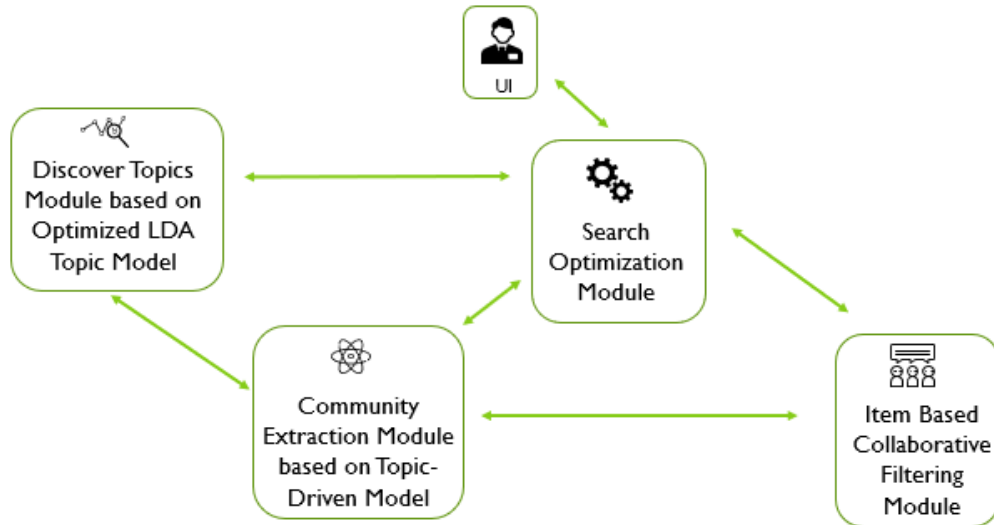 UI
Discover Topics
Module based on
Optimized LDA
Topic Model
Search
Optimization
Module
Community
Extraction Module
based on Topic-
Driven Model
Item Based
Collaborative
Filtering
Module